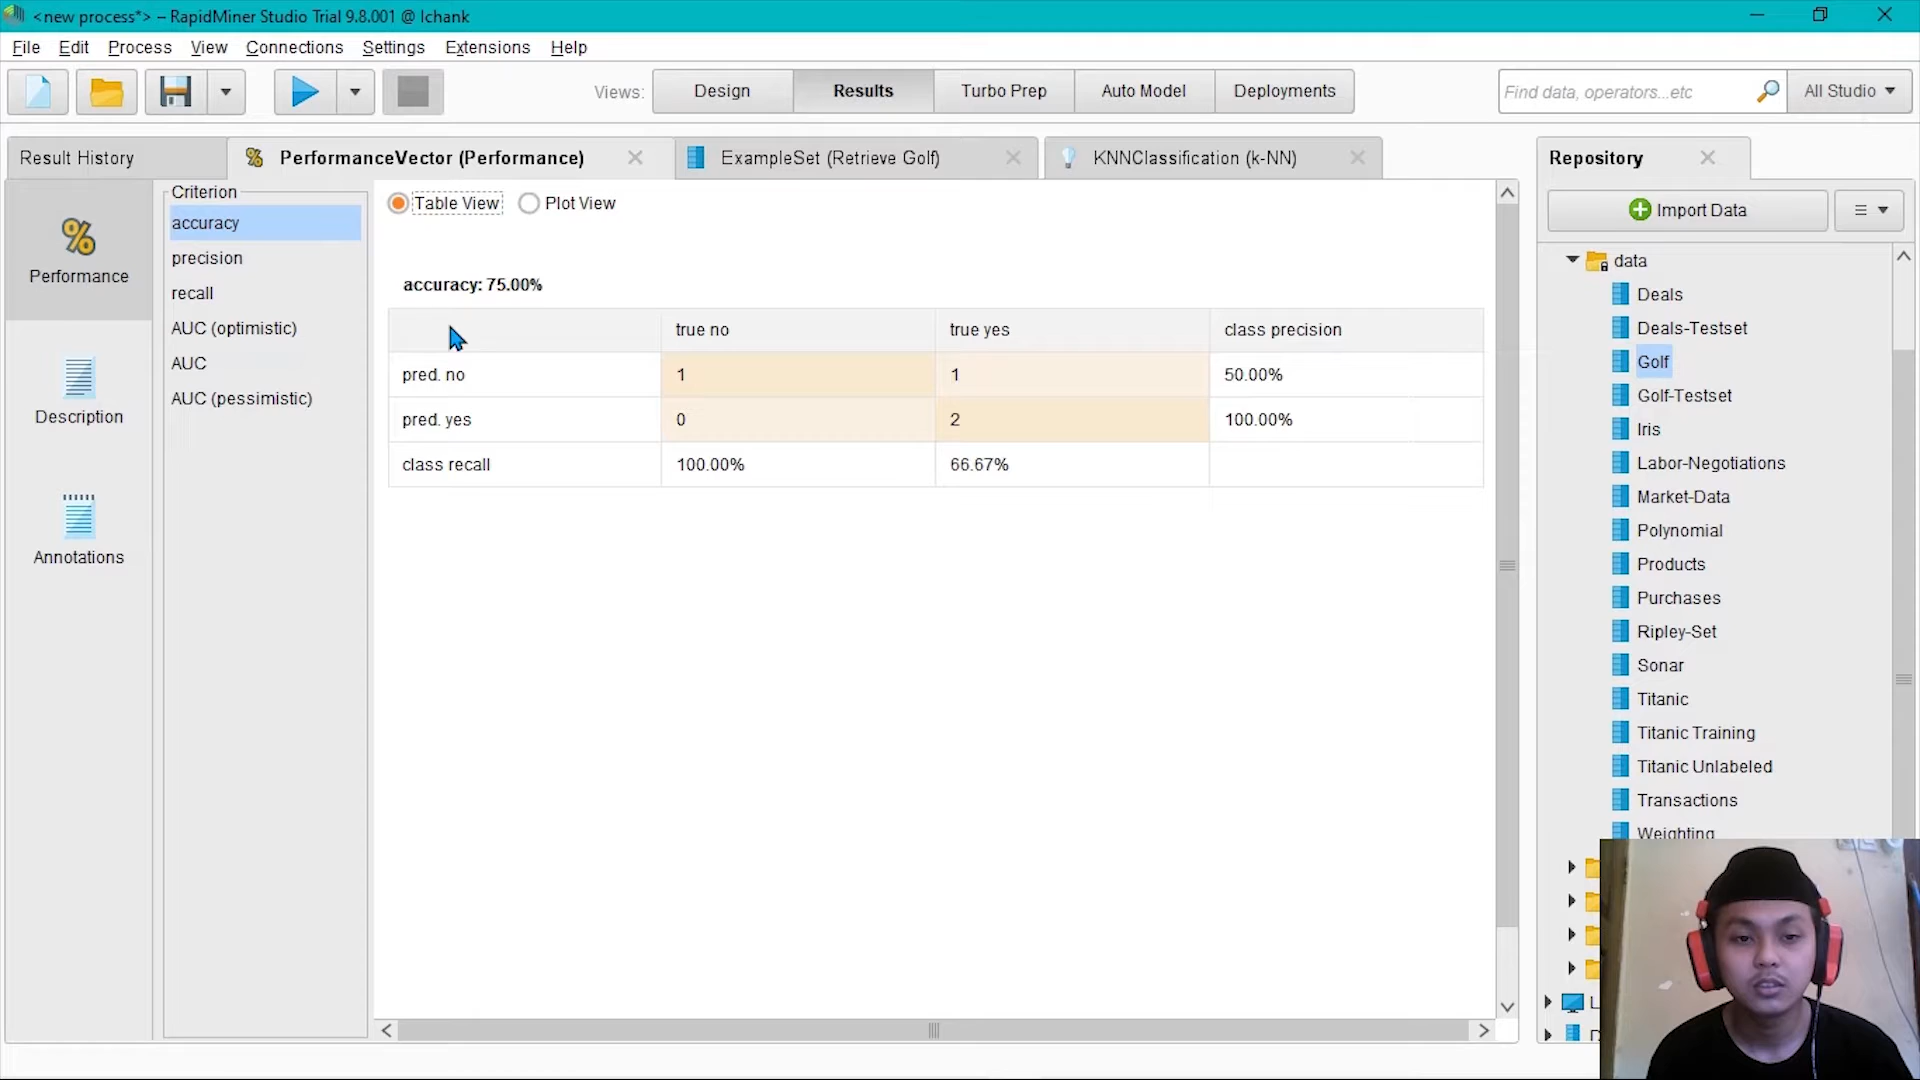 <new process*> – RapidMiner Studio Trial 9.8.001 @ Ichank
File Edit Process View Connections Settings Extensions Help
Views: Design Results Turbo Prep Auto Model Deployments Find data, operators...etc All Studio
Result History PerformanceVector (Performance) ExampleSet (Retrieve Golf) KNNClassification (k-NN) Repository
Performance
Description
Annotations
Criterion
accuracy
precision
recall
AUC (optimistic)
AUC
AUC (pessimistic)
Table View Plot View
accuracy: 75.00%
true no true yes class precision
pred. no 1 1 50.00%
pred. yes 0 2 100.00%
class recall 100.00% 66.67%
Import Data
data
Deals
Deals-Testset
Golf
Golf-Testset
Iris
Labor-Negotiations
Market-Data
Polynomial
Products
Purchases
Ripley-Set
Sonar
Titanic
Titanic Training
Titanic Unlabeled
Transactions
Weighting